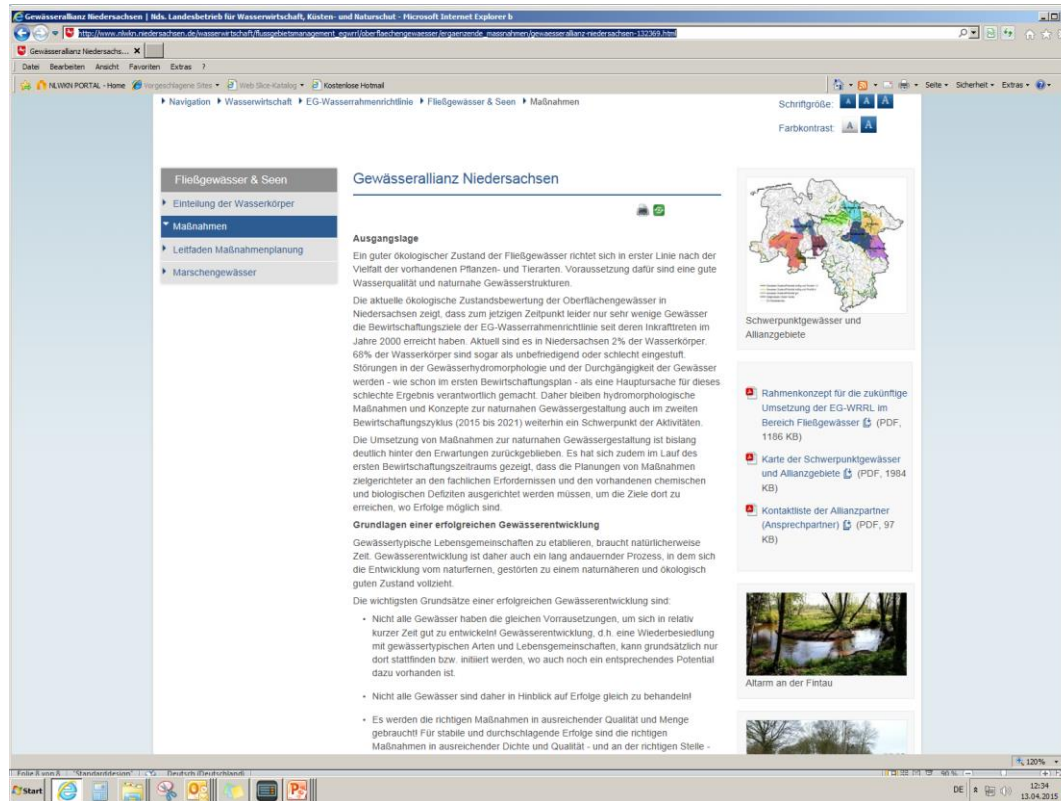 Gewässerallianz Niedersachsen | Nds. Landesbetrieb für Wasserwirtschaft, Küsten- und Naturschut - Microsoft Internet Explorer b
http://www.nlwkn.niedersachsen.de/wasserwirtschaft/flussgebietsmanagement_egwrrl/oberflaechengewaesser/ergaenzende_massnahmen/gewaesserallianz-niedersachsen-132369.html
Gewässerallianz Niedersachs...
Datei Bearbeiten Ansicht Favoriten Extras ?
NLWKN PORTAL - Home Vorgeschlagene Sites Web Slice-Katalog Kostenlose Hotmail Seite Sicherheit Extras
Navigation Wasserwirtschaft EG-Wasserrahmenrichtlinie Fließgewässer & Seen Maßnahmen
Schriftgröße: A A A
Farbkontrast: A A
Fließgewässer & Seen
Einteilung der Wasserkörper
Maßnahmen
Leitfaden Maßnahmenplanung
Marschengewässer
Gewässerallianz Niedersachsen
Ausgangslage
Ein guter ökologischer Zustand der Fließgewässer richtet sich in erster Linie nach der
Vielfalt der vorhandenen Pflanzen- und Tierarten. Voraussetzung dafür sind eine gute
Wasserqualität und naturnahe Gewässerstrukturen.
Die aktuelle ökologische Zustandsbewertung der Oberflächengewässer in
Niedersachsen zeigt, dass zum jetzigen Zeitpunkt leider nur sehr wenige Gewässer
die Bewirtschaftungsziele der EG-Wasserrahmenrichtlinie seit deren Inkrafttreten im
Jahre 2000 erreicht haben. Aktuell sind es in Niedersachsen 2% der Wasserkörper.
68% der Wasserkörper sind sogar als unbefriedigend oder schlecht eingestuft.
Störungen in der Gewässerhydromorphologie und der Durchgängigkeit der Gewässer
werden - wie schon im ersten Bewirtschaftungsplan - als eine Hauptursache für dieses
schlechte Ergebnis verantwortlich gemacht. Daher bleiben hydromorphologische
Maßnahmen und Konzepte zur naturnahen Gewässergestaltung auch im zweiten
Bewirtschaftungszyklus (2015 bis 2021) weiterhin ein Schwerpunkt der Aktivitäten.
Die Umsetzung von Maßnahmen zur naturnahen Gewässergestaltung ist bislang
deutlich hinter den Erwartungen zurückgeblieben. Es hat sich zudem im Lauf des
ersten Bewirtschaftungszeitraums gezeigt, dass die Planungen von Maßnahmen
zielgerichteter an den fachlichen Erfordernissen und den vorhandenen chemischen
und biologischen Defiziten ausgerichtet werden müssen, um die Ziele dort zu
erreichen, wo Erfolge möglich sind.
Grundlagen einer erfolgreichen Gewässerentwicklung
Gewässertypische Lebensgemeinschaften zu etablieren, braucht natürlicherweise
Zeit. Gewässerentwicklung ist daher auch ein lang andauernder Prozess, in dem sich
die Entwicklung vom naturfernen, gestörten zu einem naturnäheren und ökologisch
guten Zustand vollzieht.
Die wichtigsten Grundsätze einer erfolgreichen Gewässerentwicklung sind:
• Nicht alle Gewässer haben die gleichen Vorrausetzungen, um sich in relativ
kurzer Zeit gut zu entwickeln! Gewässerentwicklung, d.h. eine Wiederbesiedlung
mit gewässertypischen Arten und Lebensgemeinschaften, kann grundsätzlich nur
dort stattfinden bzw. initiiert werden, wo auch noch ein entsprechendes Potential
dazu vorhanden ist.
• Nicht alle Gewässer sind daher in Hinblick auf Erfolge gleich zu behandeln!
• Es werden die richtigen Maßnahmen in ausreichender Qualität und Menge
gebraucht! Für stabile und durchschlagende Erfolge sind die richtigen
Maßnahmen in ausreichender Dichte und Qualität - und an der richtigen Stelle -
Schwerpunktgewässer und
Allianzgebiete
Rahmenkonzept für die zukünftige
Umsetzung der EG-WRRL im
Bereich Fließgewässer (PDF,
1186 KB)
Karte der Schwerpunktgewässer
und Allianzgebiete (PDF, 1984
KB)
Kontaktliste der Allianzpartner
(Ansprechpartner) (PDF, 97
KB)
Altarm an der Fintau
120%
Folie 8 von 8 "Standarddesign" Deutsch (Deutschland) 90 %
Start DE 12:34
13.04.2015